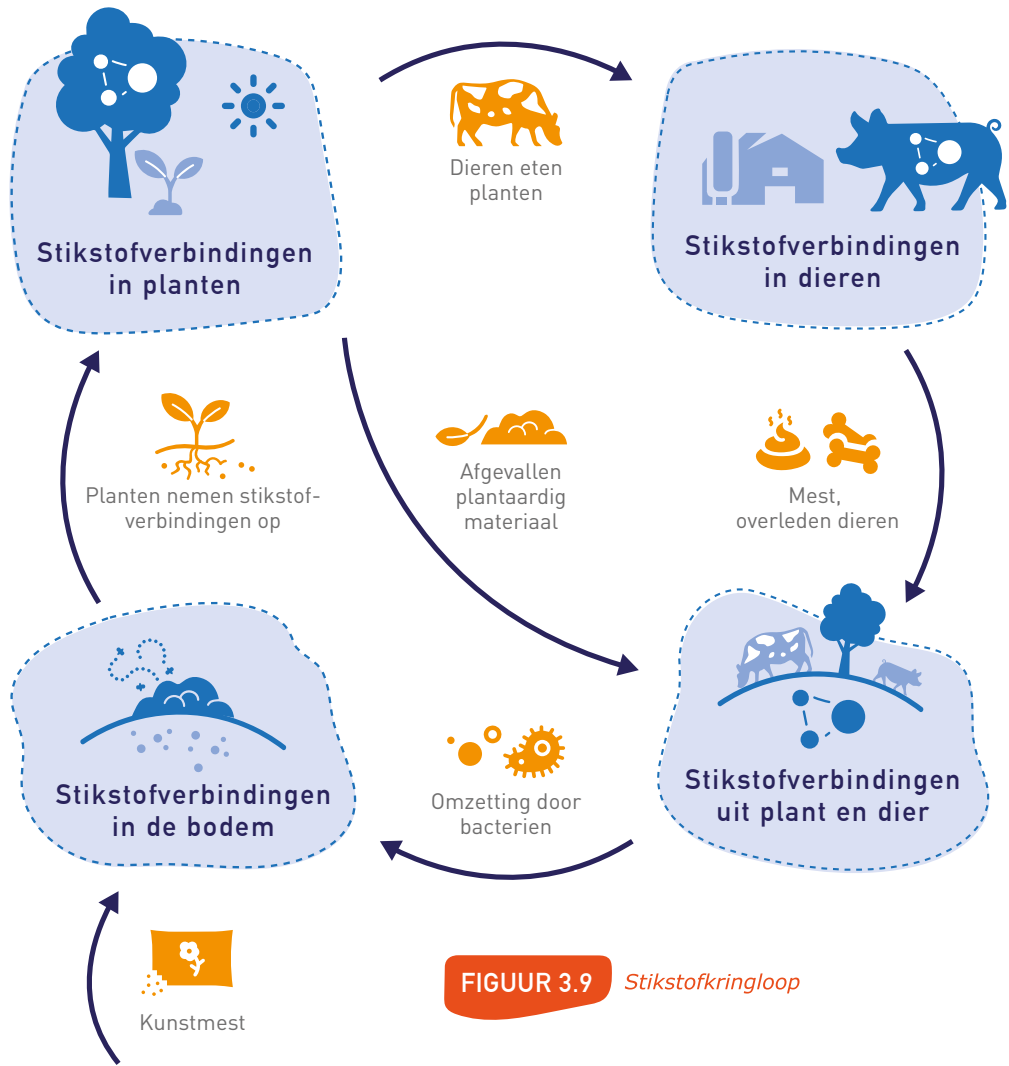 Dieren eten
planten
Stikstofverbindingen
in planten
Stikstofverbindingen
in dieren
Planten nemen stikstof-
verbindingen op
Afgevallen
plantaardig
materiaal
Mest,
overleden dieren
Stikstofverbindingen
in de bodem
Omzetting door
bacterien
Stikstofverbindingen
uit plant en dier
Kunstmest
FIGUUR 3.9 Stikstofkringloop